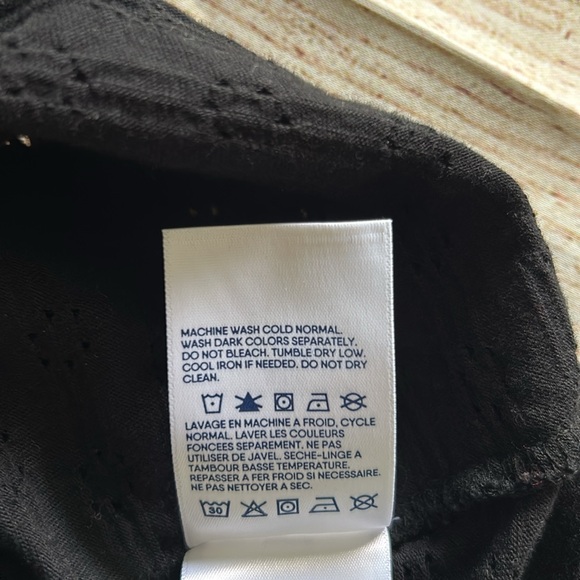 MACHINE WASH COLD NORMAL.
WASH DARK COLORS SEPARATELY.
DO NOT BLEACH. TUMBLE DRY LOW.
COOL IRON IF NEEDED. DO NOT DRY
CLEAN.
LAVAGE EN MACHINE A FROID, CYCLE
NORMAL. LAVER LES COULEURS
FONCEES SEPAREMENT. NE PAS
UTILISER DE JAVEL. SECHE-LINGE A
TAMBOUR BASSE TEMPERATURE.
REPASSER A FER FROID SI NECESSAIRE.
NE PAS NETTOYER A SEC.
30